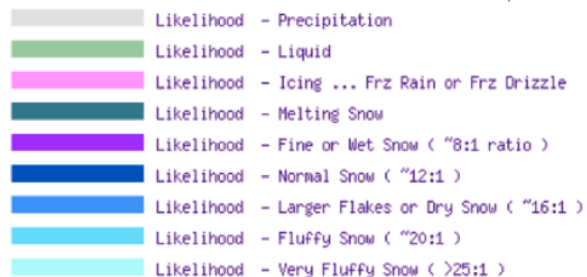 Likelihood - Precipitation
Likelihood - Liquid
Likelihood - Icing ... Frz Rain or Frz Drizzle
Likelihood - Melting Snow
Likelihood - Fine or Wet Snow ( ~8:1 ratio )
Likelihood - Normal Snow ( ~12:1 )
Likelihood - Larger Flakes or Dry Snow ( ~16:1 )
Likelihood - Fluffy Snow ( ~20:1 )
Likelihood - Very Fluffy Snow ( >25:1 )